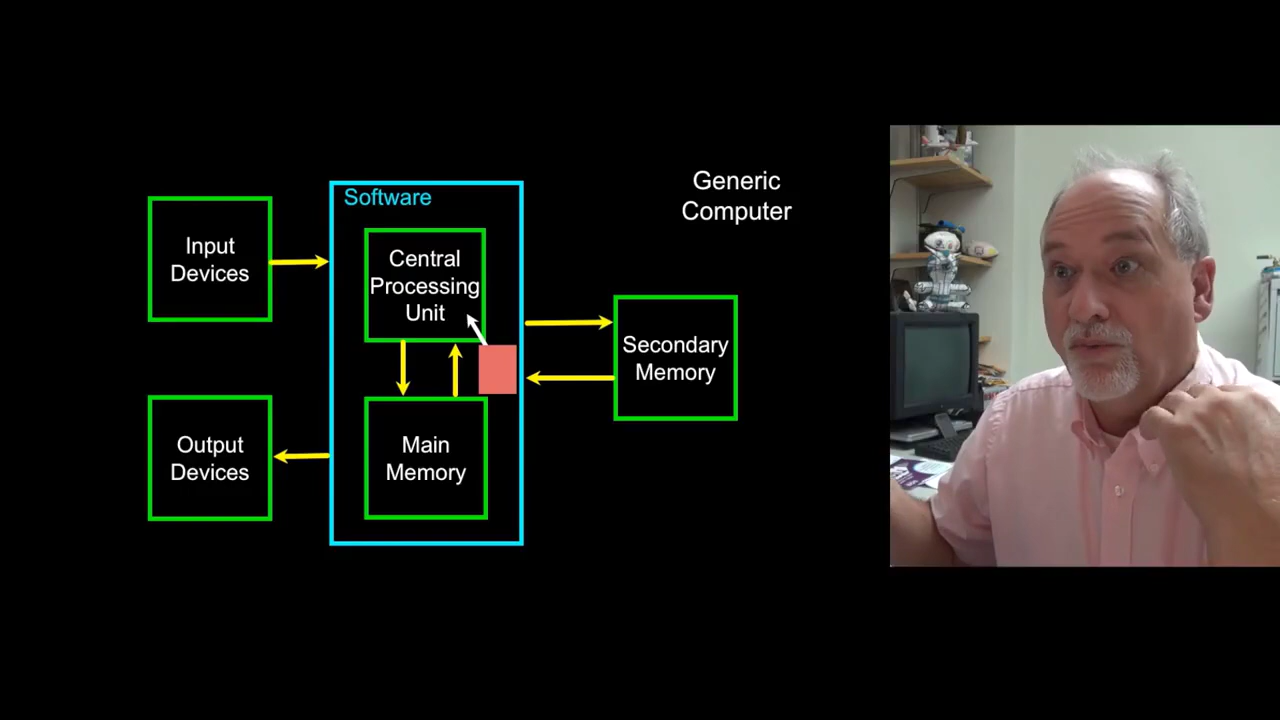 Generic
Computer
Software
Input
Devices
Central
Processing
Unit
Secondary
Memory
Output
Devices
Main
Memory